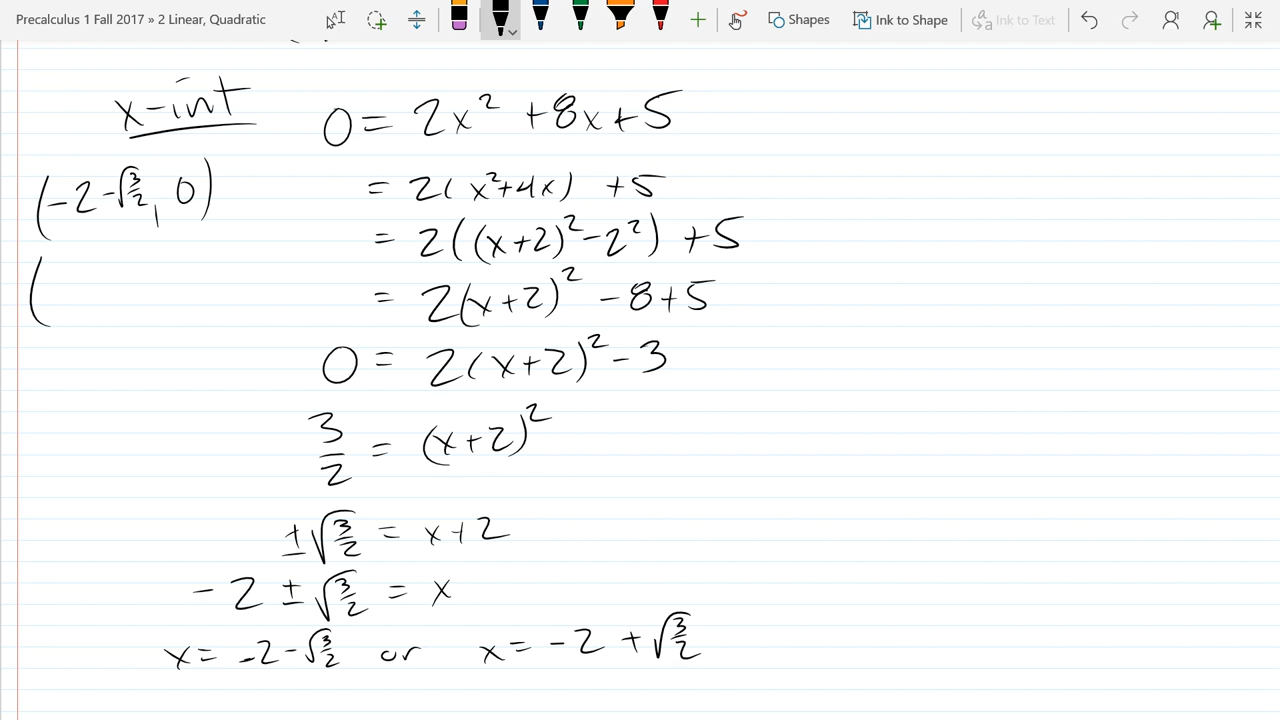 Precalculus 1 Fall 2017 » 2 Linear, Quadratic
Shapes
Ink to Shape
Ink to Text
x-int
0 = 2x² + 8x + 5
(-2 - √(3/2), 0)
= 2(x² + 4x) + 5
= 2((x+2)² - 2²) + 5
(
= 2(x+2)² - 8 + 5
0 = 2(x+2)² - 3
3/2 = (x+2)²
±√(3/2) = x + 2
-2 ± √(3/2) = x
x = -2 - √(3/2) or x = -2 + √(3/2)